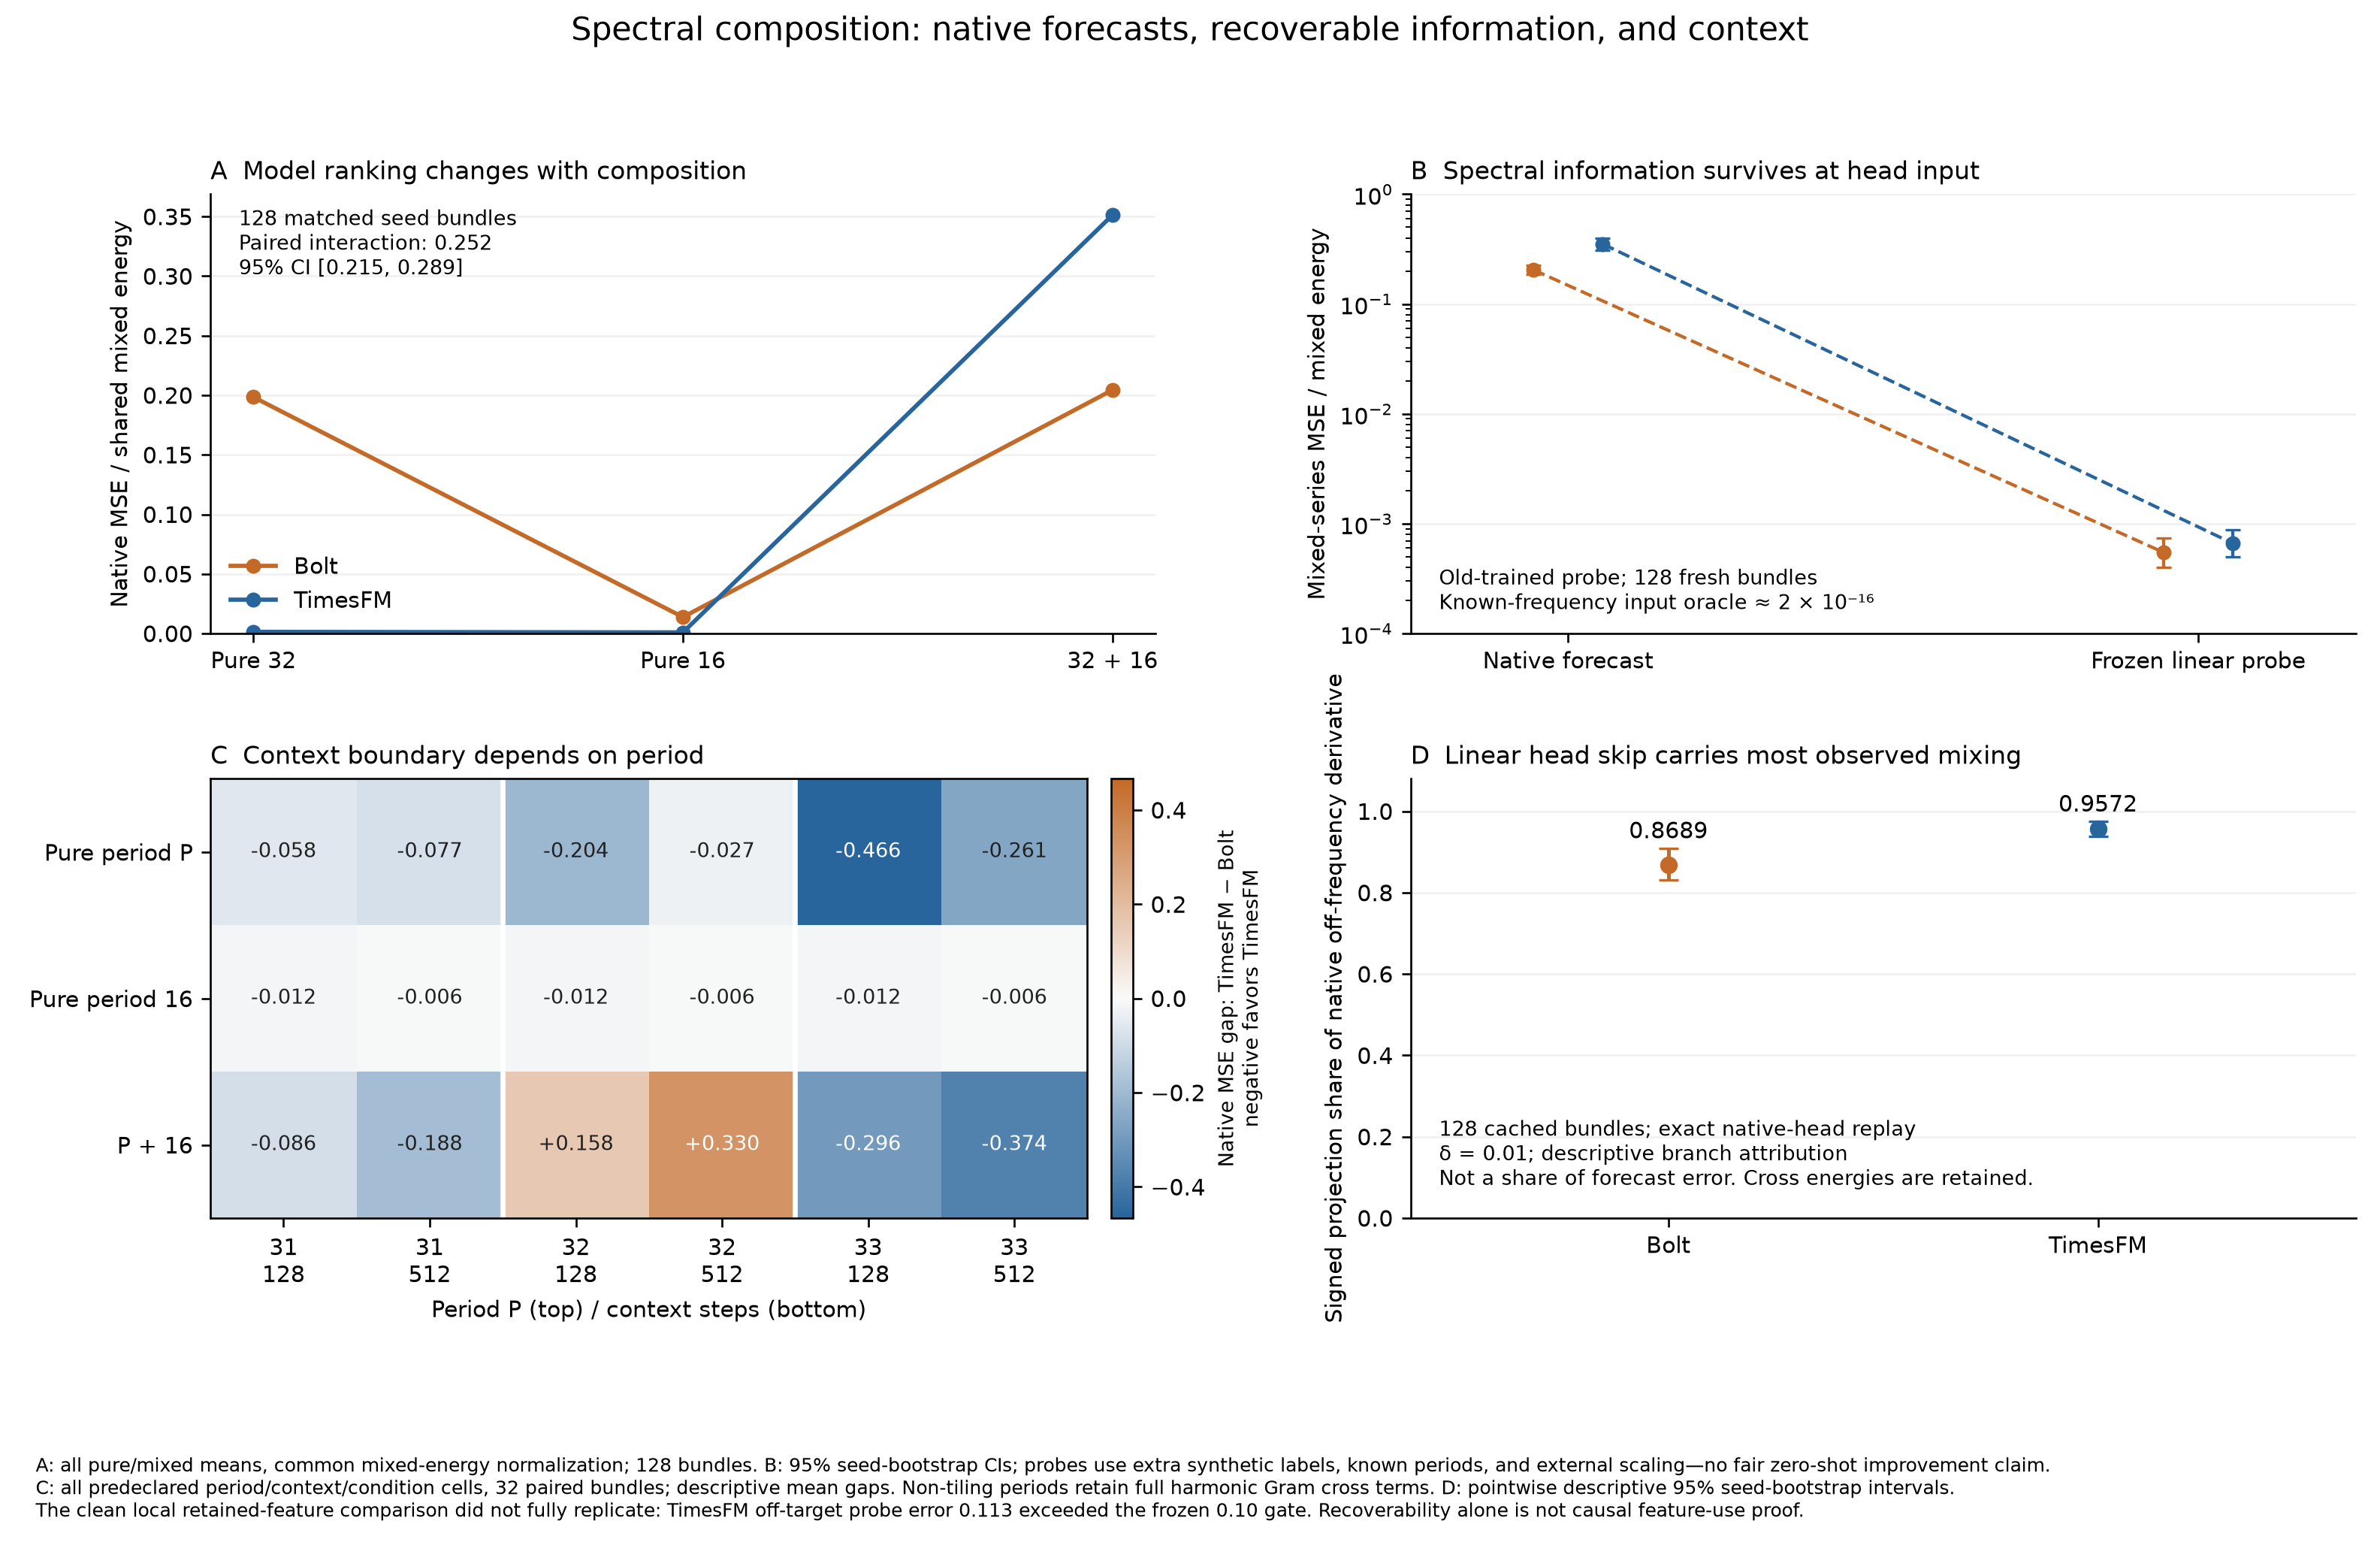 Spectral composition: native forecasts, recoverable information, and context
A  Model ranking changes with composition
Native MSE / shared mixed energy
0.35
0.30
0.25
0.20
0.15
0.10
0.05
0.00
128 matched seed bundles
Paired interaction: 0.252
95% CI [0.215, 0.289]
Bolt
TimesFM
Pure 32
Pure 16
32 + 16
B  Spectral information survives at head input
Mixed-series MSE / mixed energy
10⁰
10⁻¹
10⁻²
10⁻³
10⁻⁴
Old-trained probe; 128 fresh bundles
Known-frequency input oracle ≈ 2 × 10⁻¹⁶
Native forecast
Frozen linear probe
C  Context boundary depends on period
Pure period P
-0.058 -0.077 -0.204 -0.027 -0.466 -0.261
Pure period 16
-0.012 -0.006 -0.012 -0.006 -0.012 -0.006
P + 16
-0.086 -0.188 +0.158 +0.330 -0.296 -0.374
31 31 32 32 33 33
128 512 128 512 128 512
Period P (top) / context steps (bottom)
0.4
0.2
0.0
−0.2
−0.4
Native MSE gap: TimesFM − Bolt
negative favors TimesFM
D  Linear head skip carries most observed mixing
Signed projection share of native off-frequency derivative
1.0
0.8
0.6
0.4
0.2
0.0
0.8689
0.9572
128 cached bundles; exact native-head replay
δ = 0.01; descriptive branch attribution
Not a share of forecast error. Cross energies are retained.
Bolt
TimesFM
A: all pure/mixed means, common mixed-energy normalization; 128 bundles. B: 95% seed-bootstrap CIs; probes use extra synthetic labels, known periods, and external scaling—no fair zero-shot improvement claim.
C: all predeclared period/context/condition cells, 32 paired bundles; descriptive mean gaps. Non-tiling periods retain full harmonic Gram cross terms. D: pointwise descriptive 95% seed-bootstrap intervals.
The clean local retained-feature comparison did not fully replicate: TimesFM off-target probe error 0.113 exceeded the frozen 0.10 gate. Recoverability alone is not causal feature-use proof.